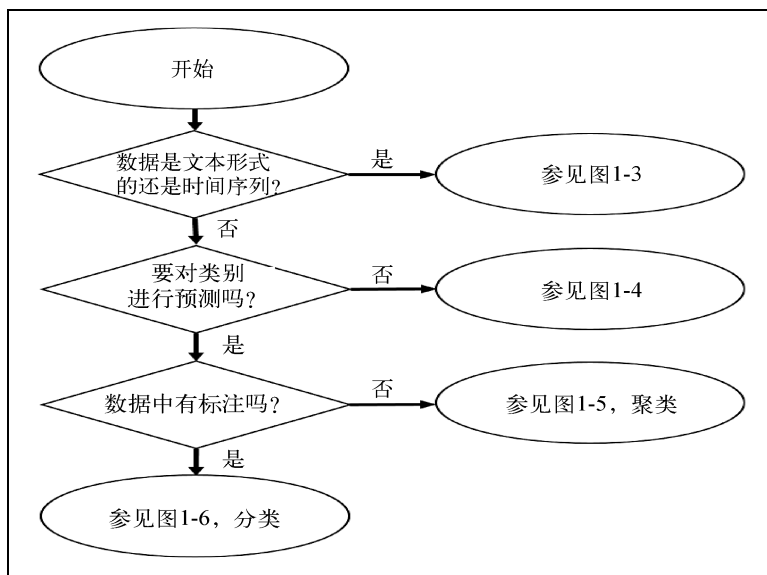 开始
数据是文本形式
的还是时间序列?
是
参见图1-3
否
要对类别
进行预测吗?
否
参见图1-4
是
数据中有标注吗?
否
参见图1-5，聚类
是
参见图1-6，分类